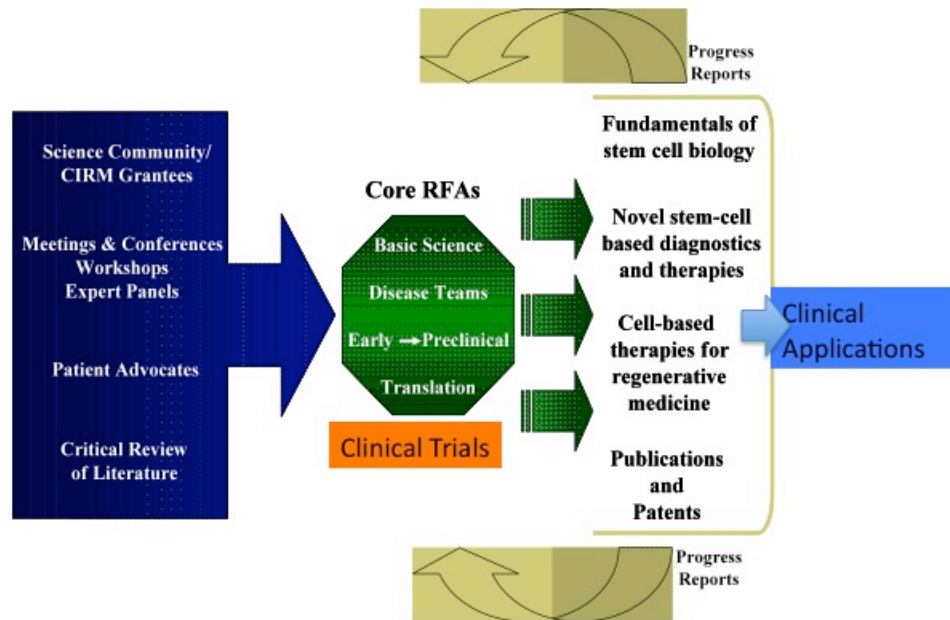 Progress
Reports
Science Community/
CIRM Grantees
Meetings & Conferences
Workshops
Expert Panels
Patient Advocates
Critical Review
of Literature
Core RFAs
Basic Science
Disease Teams
Early → Preclinical
Translation
Clinical Trials
Fundamentals of
stem cell biology
Novel stem-cell
based diagnostics
and therapies
Cell-based
therapies for
regenerative
medicine
Publications
and
Patents
Clinical
Applications
Progress
Reports